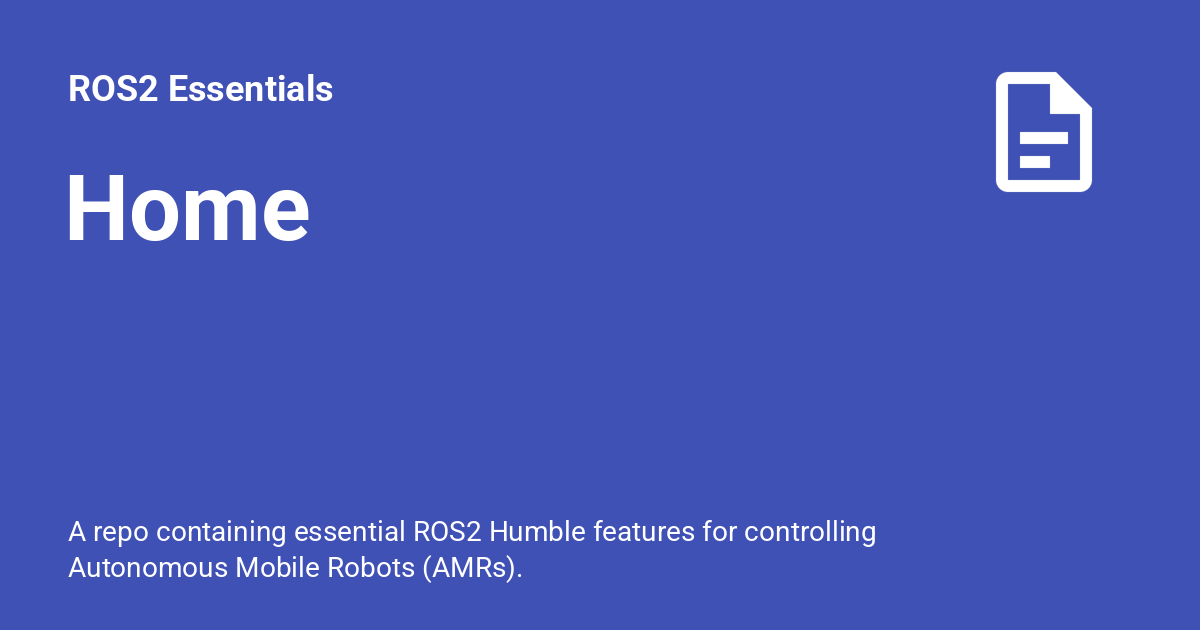 ROS2 Essentials
Home
A repo containing essential ROS2 Humble features for controlling
Autonomous Mobile Robots (AMRs).